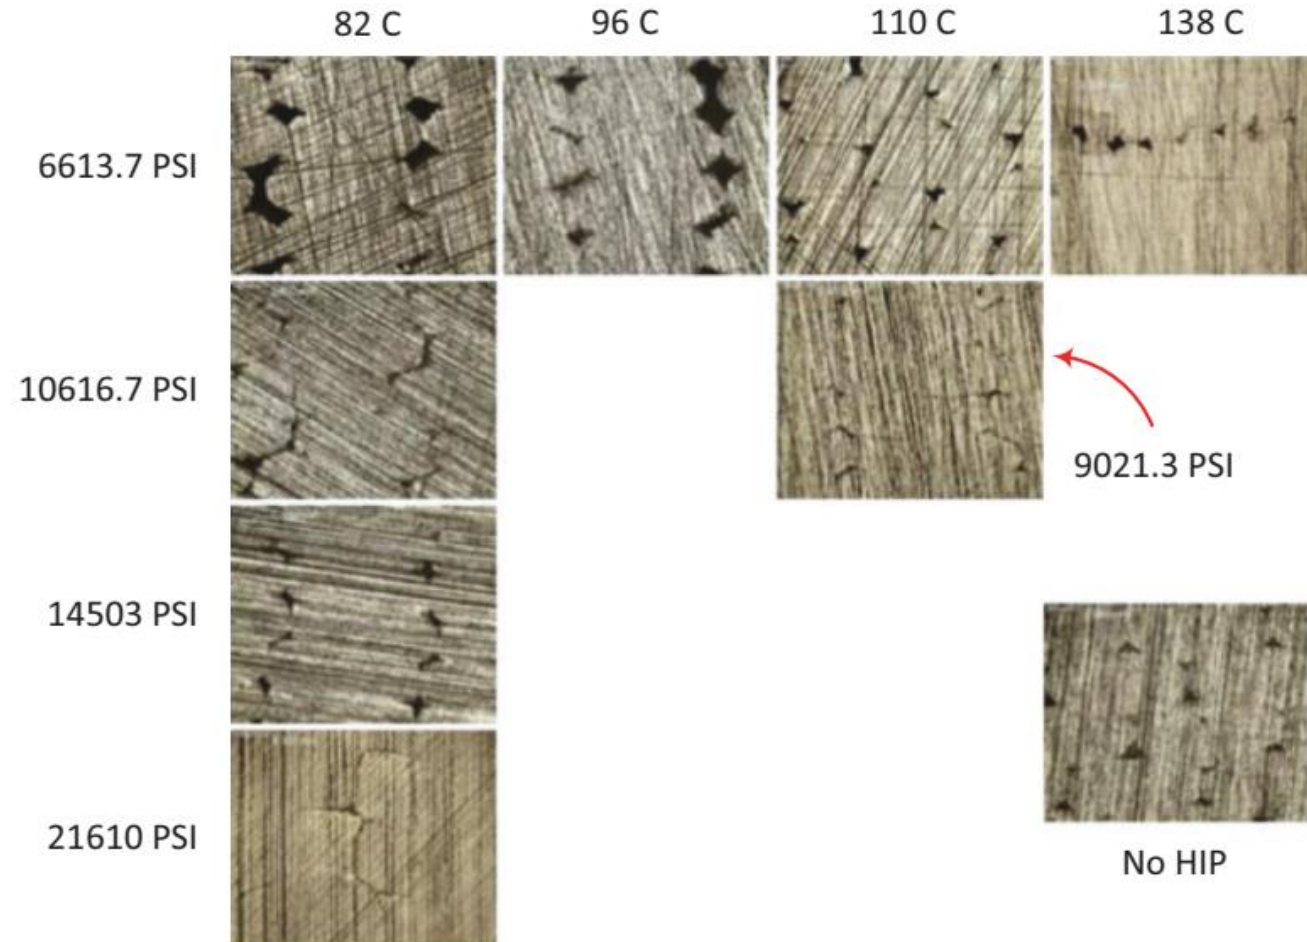 82 C
96 C
110 C
138 C
6613.7 PSI
10616.7 PSI
9021.3 PSI
14503 PSI
21610 PSI
No HIP